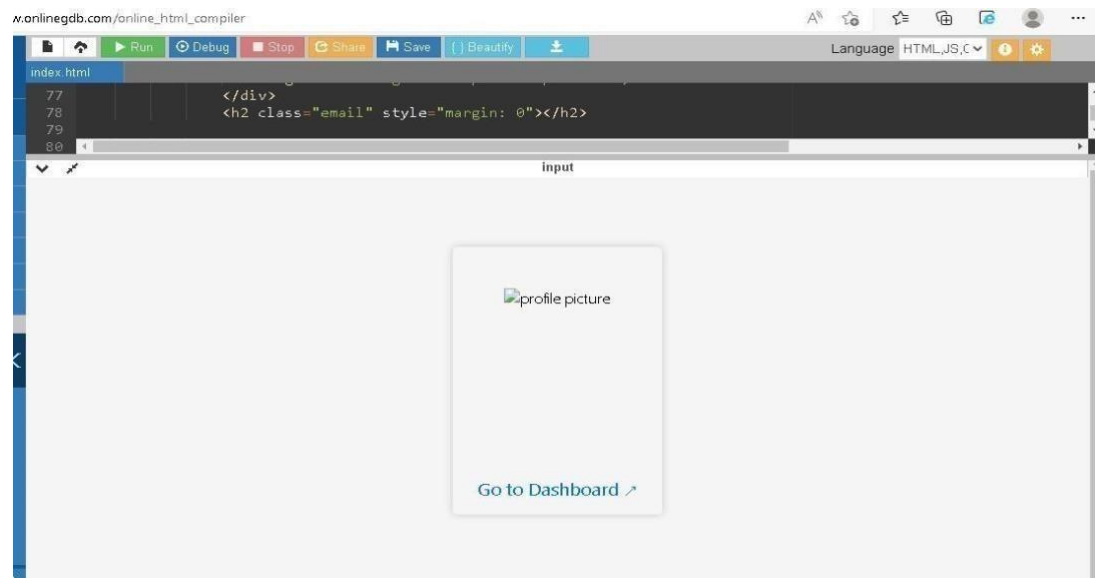 w.onlinegdb.com/online_html_compiler
Run Debug Stop Share Save { } Beautify Language HTML,JS,C
index.html
77 </div>
78 <h2 class="email" style="margin: 0"></h2>
79
80
input
profile picture
Go to Dashboard ↗